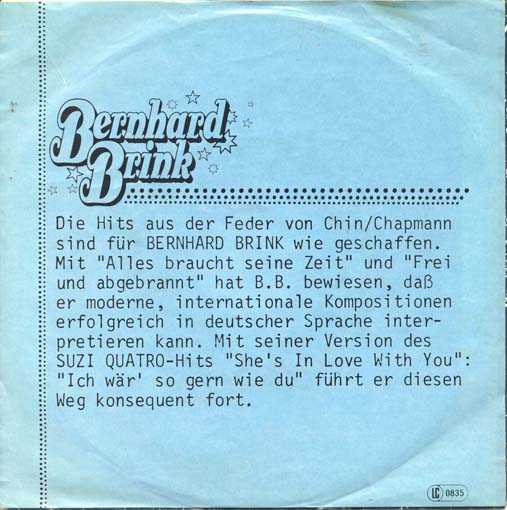 Bernhard
Brink
Die Hits aus der Feder von Chin/Chapmann
sind für BERNHARD BRINK wie geschaffen.
Mit "Alles braucht seine Zeit" und "Frei
und abgebrannt" hat B.B. bewiesen, daß
er moderne, internationale Kompositionen
erfolgreich in deutscher Sprache inter-
pretieren kann. Mit seiner Version des
SUZI QUATRO-Hits "She's In Love With You":
"Ich wär' so gern wie du" führt er diesen
Weg konsequent fort.
LC 0835